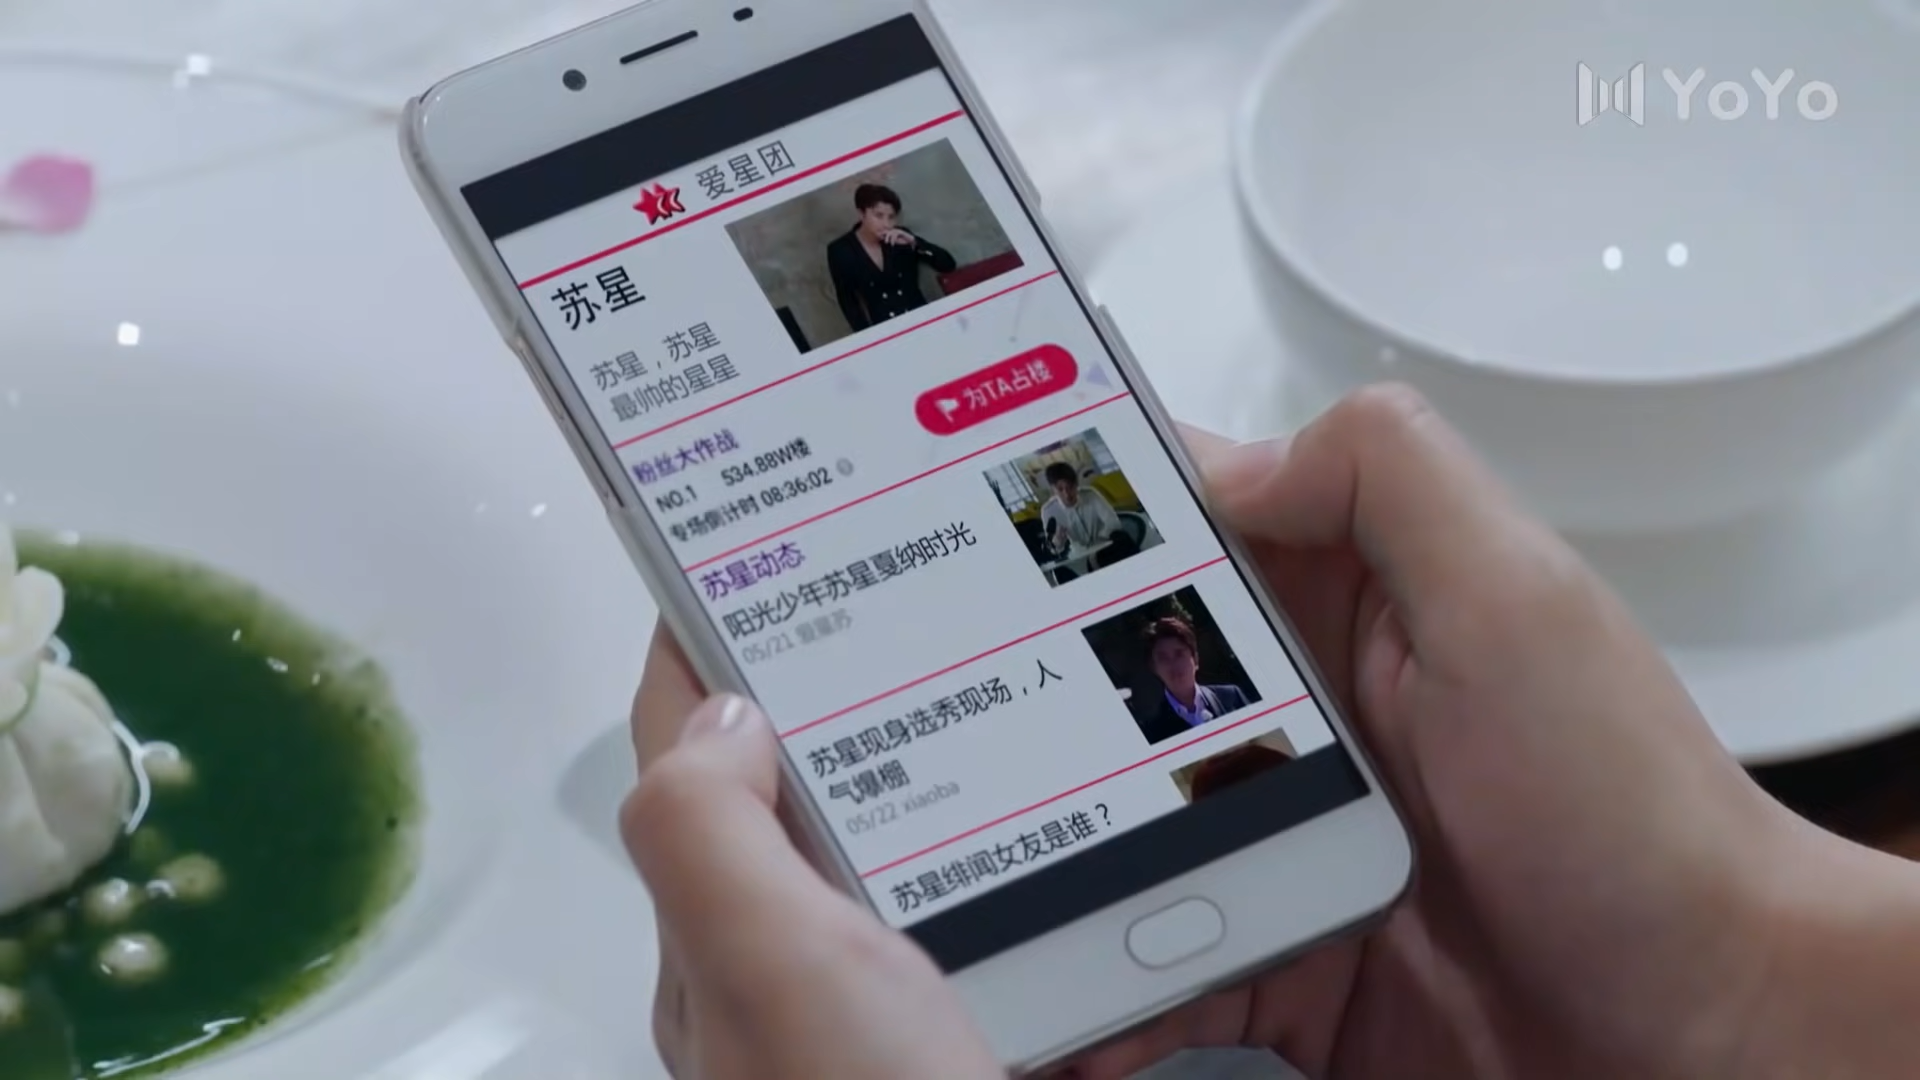 YoYo
爱星团
苏星
苏星，苏星
最帅的星星
为TA占楼
粉丝大作战
NO.1 534.88W楼
专场倒计时 08:36:02
苏星动态
阳光少年苏星戛纳时光
05/21 爱董苏
苏星现身选秀现场，人
气爆棚
05/22 xiaoba
苏星绯闻女友是谁？